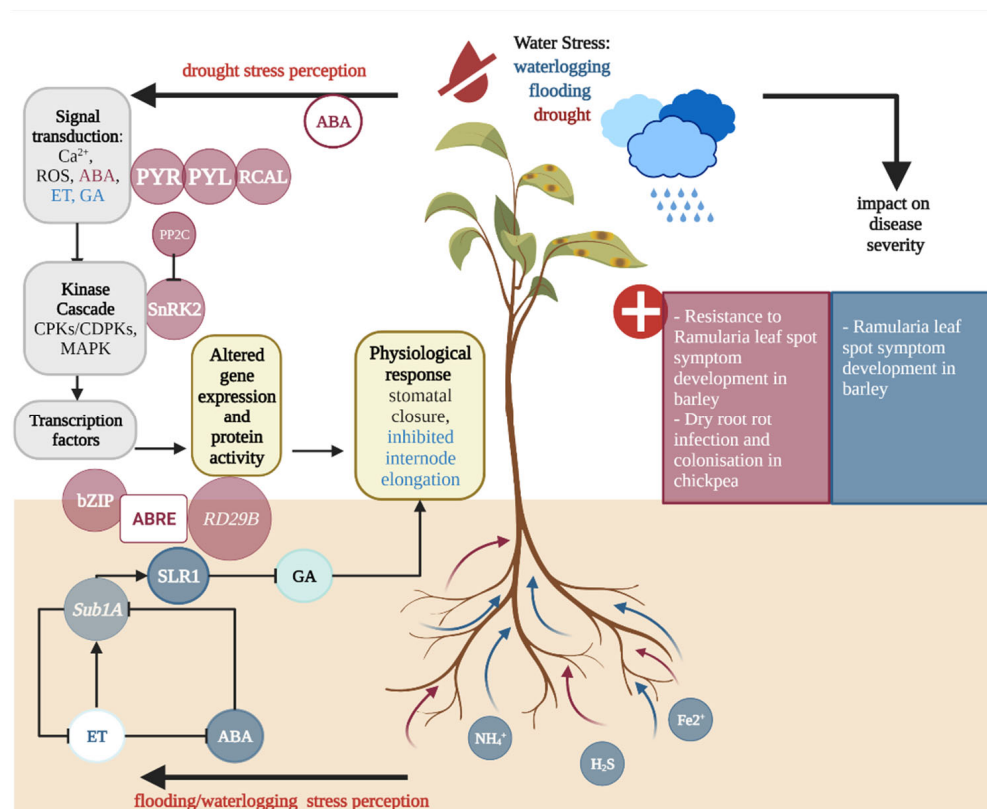 Water Stress:
waterlogging
flooding
drought
drought stress perception
ABA
Signal
transduction:
Ca²⁺,
ROS, ABA,
ET, GA
PYR
PYL
RCAL
PP2C
SnRK2
Kinase
Cascade
CPKs/CDPKs,
MAPK
Transcription
factors
Altered
gene
expression
and
protein
activity
Physiological
response
stomatal
closure,
inhibited
internode
elongation
impact on
disease
severity
- Resistance to
Ramularia leaf spot
symptom
development in
barley
- Dry root rot
infection and
colonisation in
chickpea
- Ramularia leaf
spot symptom
development in
barley
bZIP
ABRE
RD29B
SLR1
GA
Sub1A
ET
ABA
NH₄⁺
H₂S
Fe2⁺
flooding/waterlogging stress perception